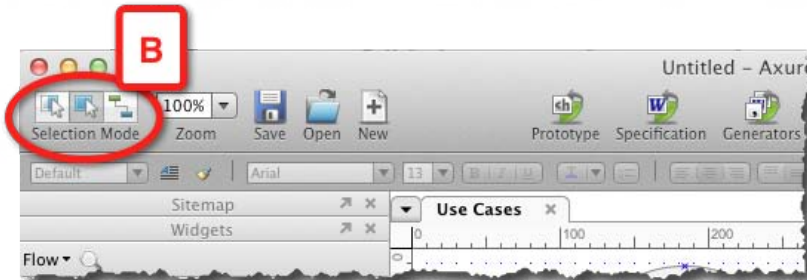 B
Untitled – Axur
100%
Selection Mode Zoom Save Open New Prototype Specification Generators
Default Arial 13 B I U
Sitemap
Widgets
Use Cases
0 100 200
Flow
0